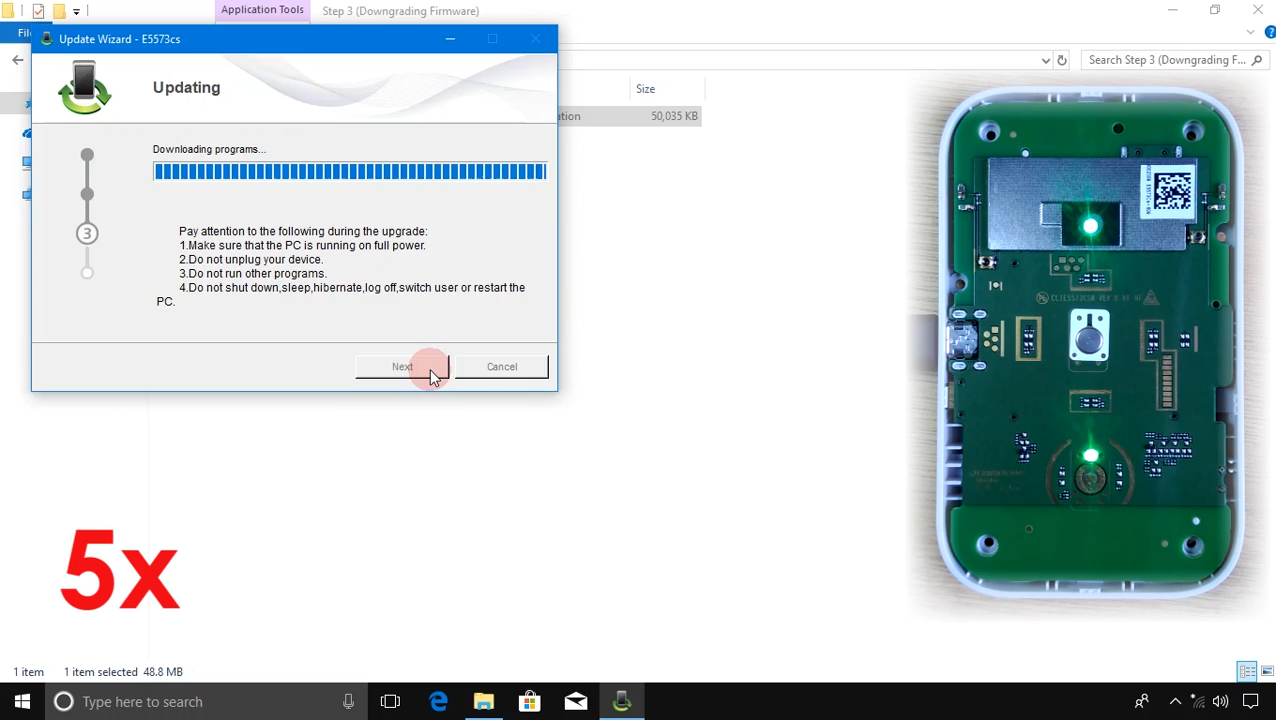 Application Tools
Step 3 (Downgrading Firmware)
Update Wizard - E5573cs
Search Step 3 (Downgrading F...
Updating
Size
ation
50,035 KB
Downloading programs...
3
Pay attention to the following during the upgrade:
1.Make sure that the PC is running on full power.
2.Do not unplug your device.
3.Do not run other programs.
4.Do not shut down,sleep,hibernate,log off,switch user or restart the
PC.
Next
Cancel
5x
1 item
1 item selected
48.8 MB
Type here to search